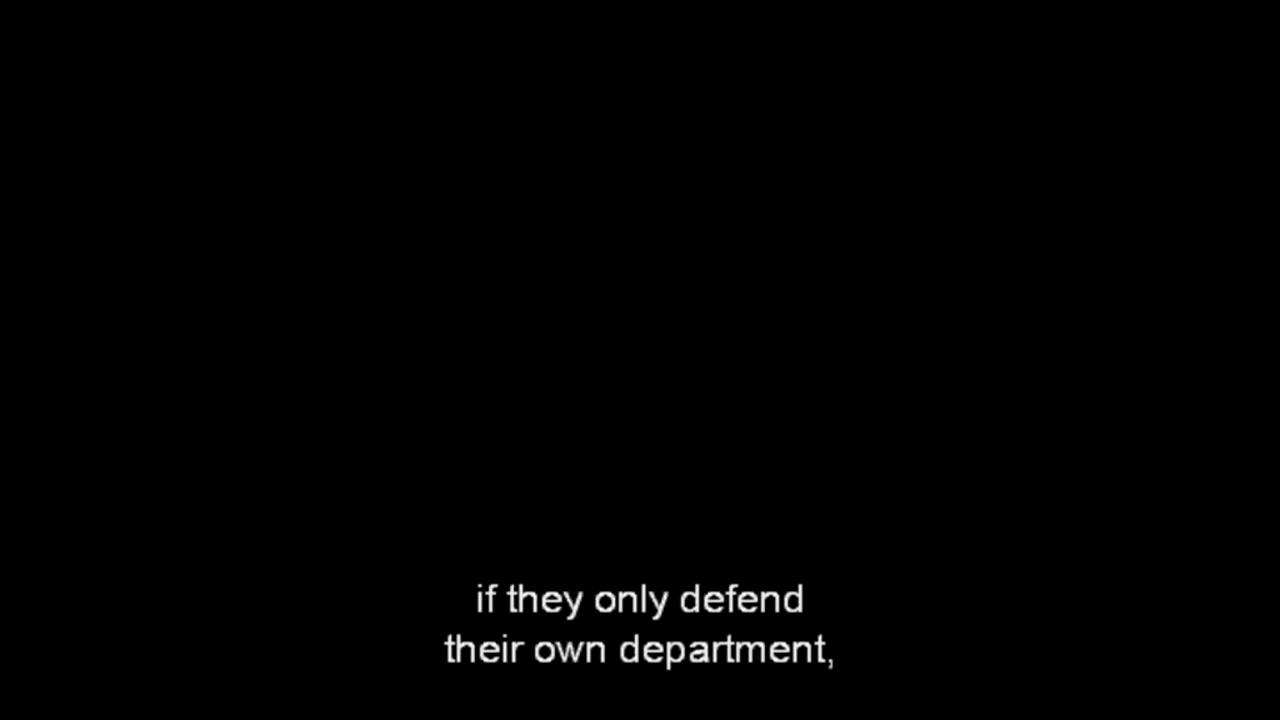 if they only defend
their own department,